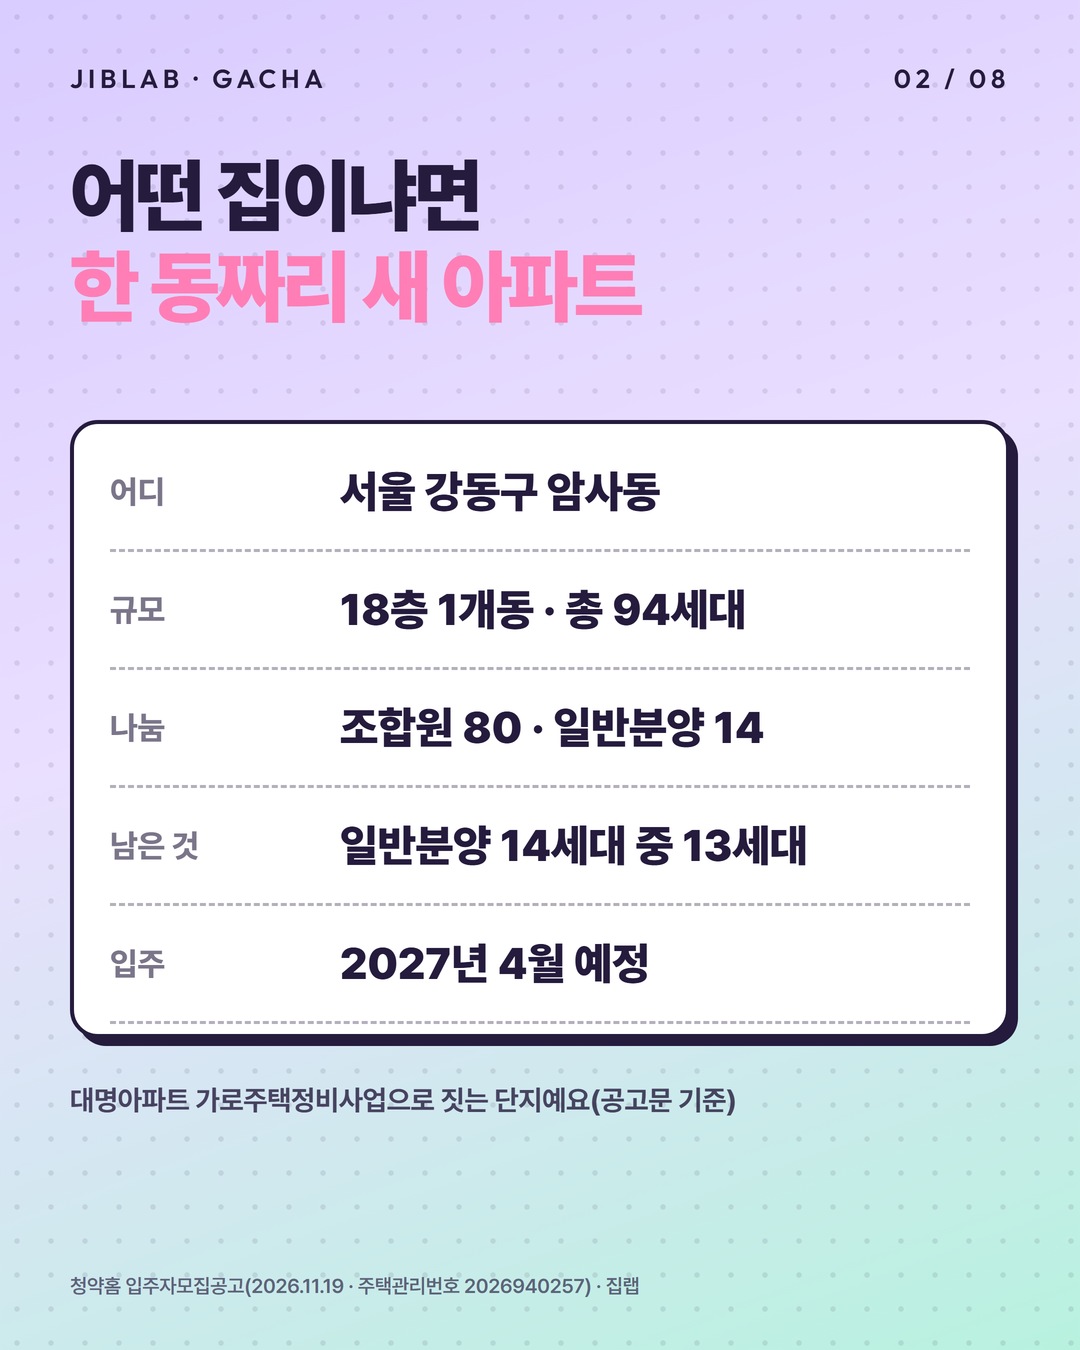 JIBLAB · GACHA
02 / 08
어떤 집이냐면
한 동짜리 새 아파트
어디 서울 강동구 암사동
규모 18층 1개동 · 총 94세대
나눔 조합원 80 · 일반분양 14
남은 것 일반분양 14세대 중 13세대
입주 2027년 4월 예정
대명아파트 가로주택정비사업으로 짓는 단지예요(공고문 기준)
청약홈 입주자모집공고(2026.11.19 · 주택관리번호 2026940257) · 집랩